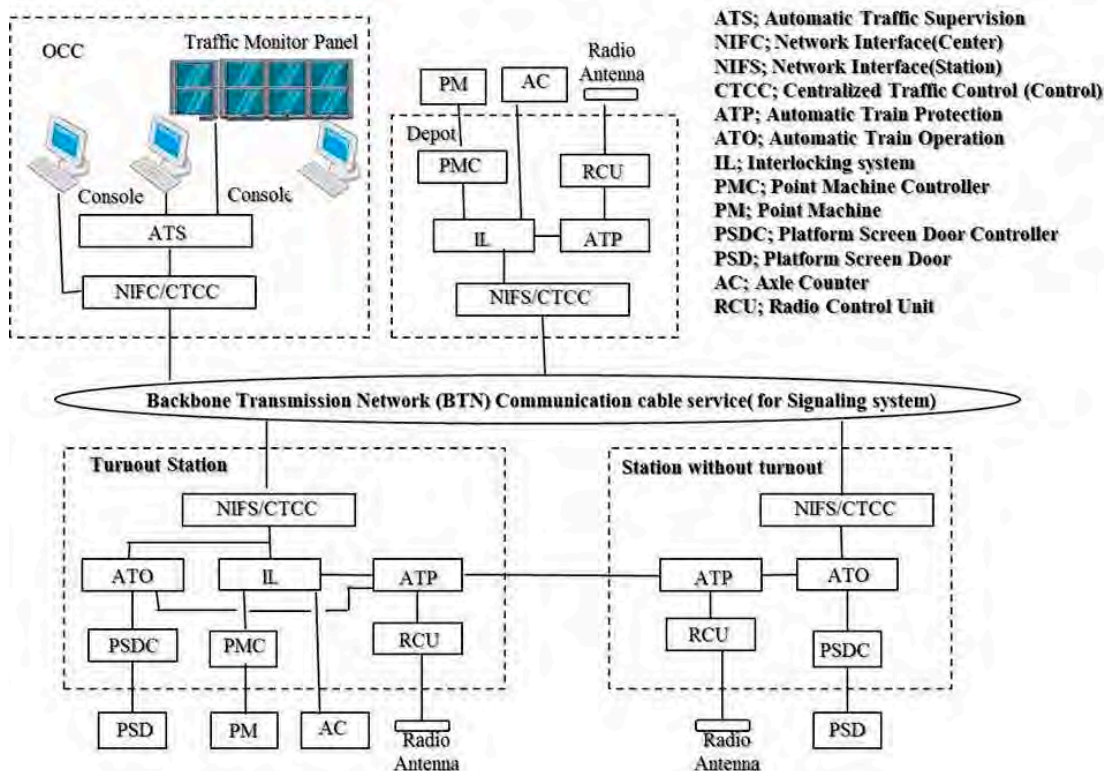 OCC
Traffic Monitor Panel
Console
Console
ATS
NIFC/CTCC
PM
AC
Radio
Antenna
Depot
PMC
RCU
IL
ATP
NIFS/CTCC
ATS; Automatic Traffic Supervision
NIFC; Network Interface(Center)
NIFS; Network Interface(Station)
CTCC; Centralized Traffic Control (Control)
ATP; Automatic Train Protection
ATO; Automatic Train Operation
IL; Interlocking system
PMC; Point Machine Controller
PM; Point Machine
PSDC; Platform Screen Door Controller
PSD; Platform Screen Door
AC; Axle Counter
RCU; Radio Control Unit
Backbone Transmission Network (BTN) Communication cable service( for Signaling system)
Turnout Station
NIFS/CTCC
ATO
IL
ATP
PSDC
PMC
RCU
PSD
PM
AC
Radio
Antenna
Station without turnout
NIFS/CTCC
ATP
ATO
RCU
PSDC
Radio
Antenna
PSD